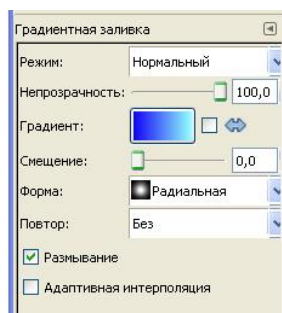 Градиентная заливка
Режим: Нормальный
Непрозрачность: 100,0
Градиент:
Смещение: 0,0
Форма: Радиальная
Повтор: Без
Размывание
Адаптивная интерполяция